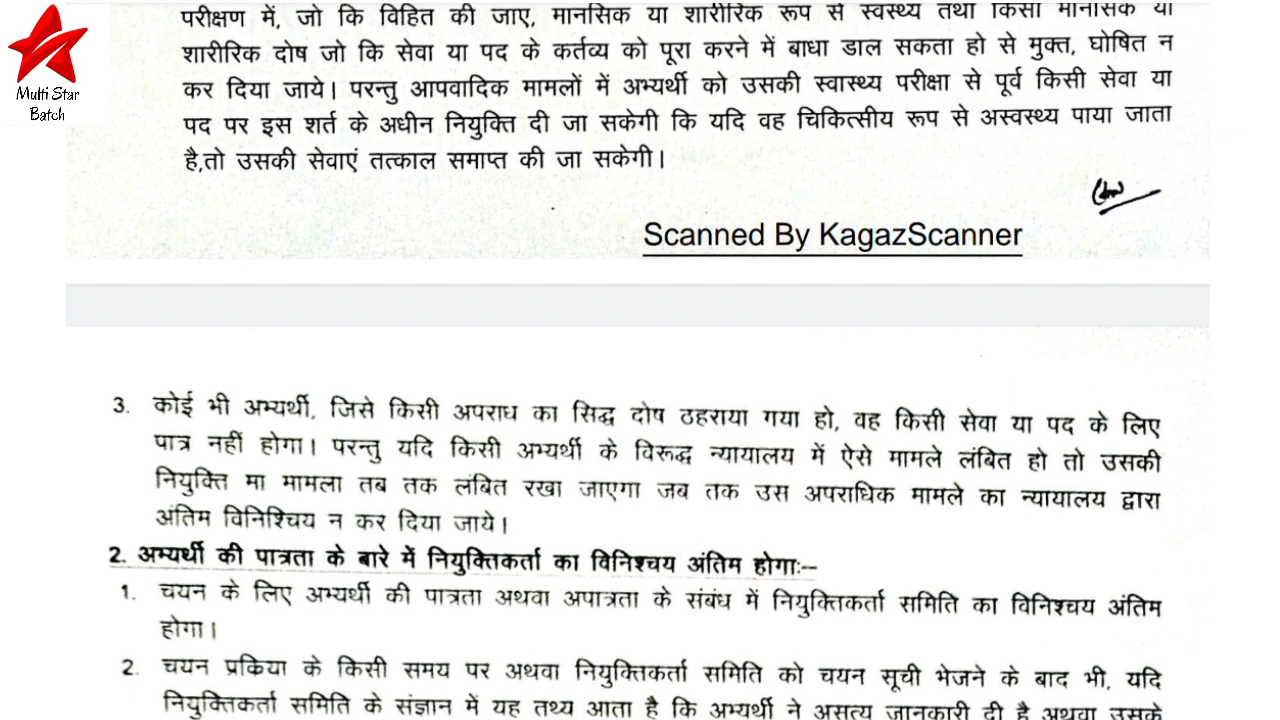 Multi Star
Batch
परीक्षण में, जो कि विहित की जाए, मानसिक या शारीरिक रूप से स्वस्थ्य तथा किसी मानसिक या
शारीरिक दोष जो कि सेवा या पद के कर्तव्य को पूरा करने में बाधा डाल सकता हो से मुक्त, घोषित न
कर दिया जाये। परन्तु आपवादिक मामलों में अभ्यर्थी को उसकी स्वास्थ्य परीक्षा से पूर्व किसी सेवा या
पद पर इस शर्त के अधीन नियुक्ति दी जा सकेगी कि यदि वह चिकित्सीय रूप से अस्वस्थ्य पाया जाता
है,तो उसकी सेवाएं तत्काल समाप्त की जा सकेगी।
Scanned By KagazScanner
3. कोई भी अभ्यर्थी, जिसे किसी अपराध का सिद्ध दोष ठहराया गया हो, वह किसी सेवा या पद के लिए
पात्र नहीं होगा। परन्तु यदि किसी अभ्यर्थी के विरूद्ध न्यायालय में ऐसे मामले लंबित हो तो उसकी
नियुक्ति मा मामला तब तक लंबित रखा जाएगा जब तक उस अपराधिक मामले का न्यायालय द्वारा
अंतिम विनिश्चिय न कर दिया जाये।
2. अभ्यर्थी की पात्रता के बारे में नियुक्तिकर्ता का विनिश्चय अंतिम होगाः–
1. चयन के लिए अभ्यर्थी की पात्रता अथवा अपात्रता के संबंध में नियुक्तिकर्ता समिति का विनिश्चय अंतिम
होगा।
2. चयन प्रक्रिया के किसी समय पर अथवा नियुक्तिकर्ता समिति को चयन सूची भेजने के बाद भी, यदि
नियुक्तिकर्ता समिति के संज्ञान में यह तथ्य आता है कि अभ्यर्थी ने असत्य जानकारी दी है अथवा उसके